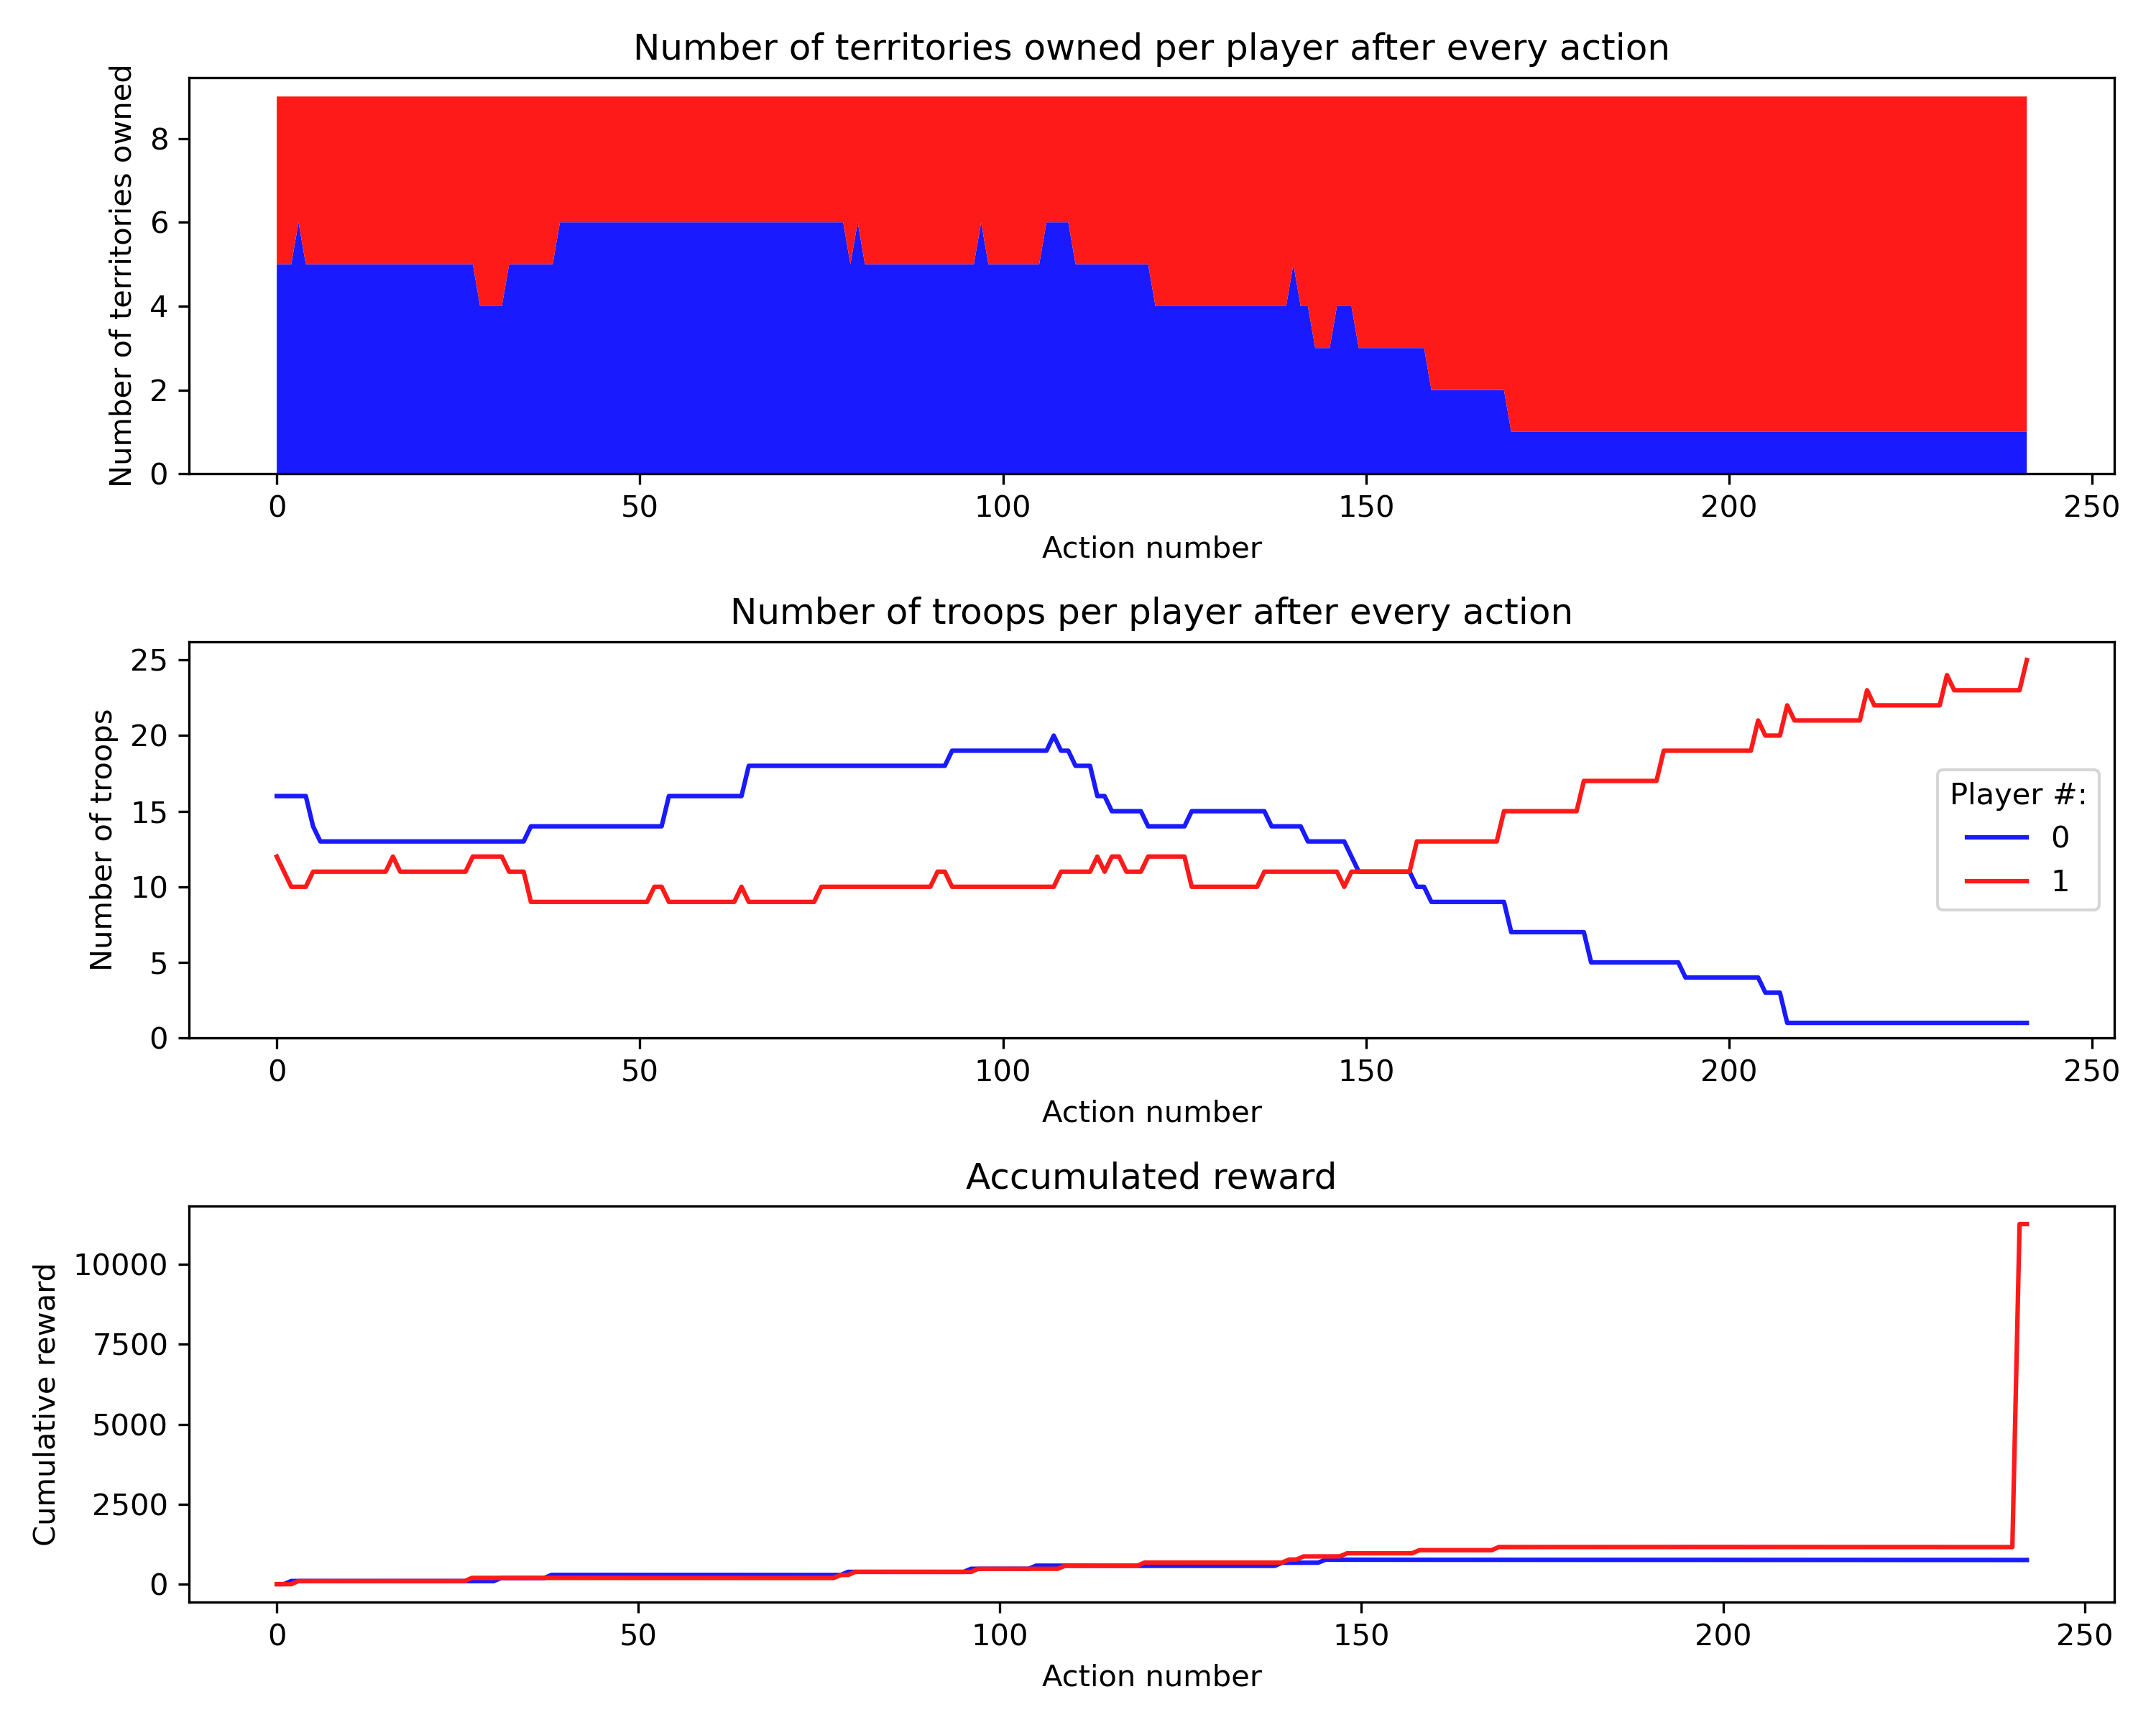 Number of territories owned per player after every action
Number of territories owned
8
6
4
2
0
0 50 100 150 200 250
Action number
Number of troops per player after every action
Number of troops
25
20
15
10
5
0
Player #:
0
1
0 50 100 150 200 250
Action number
Accumulated reward
Cumulative reward
10000
7500
5000
2500
0
0 50 100 150 200 250
Action number